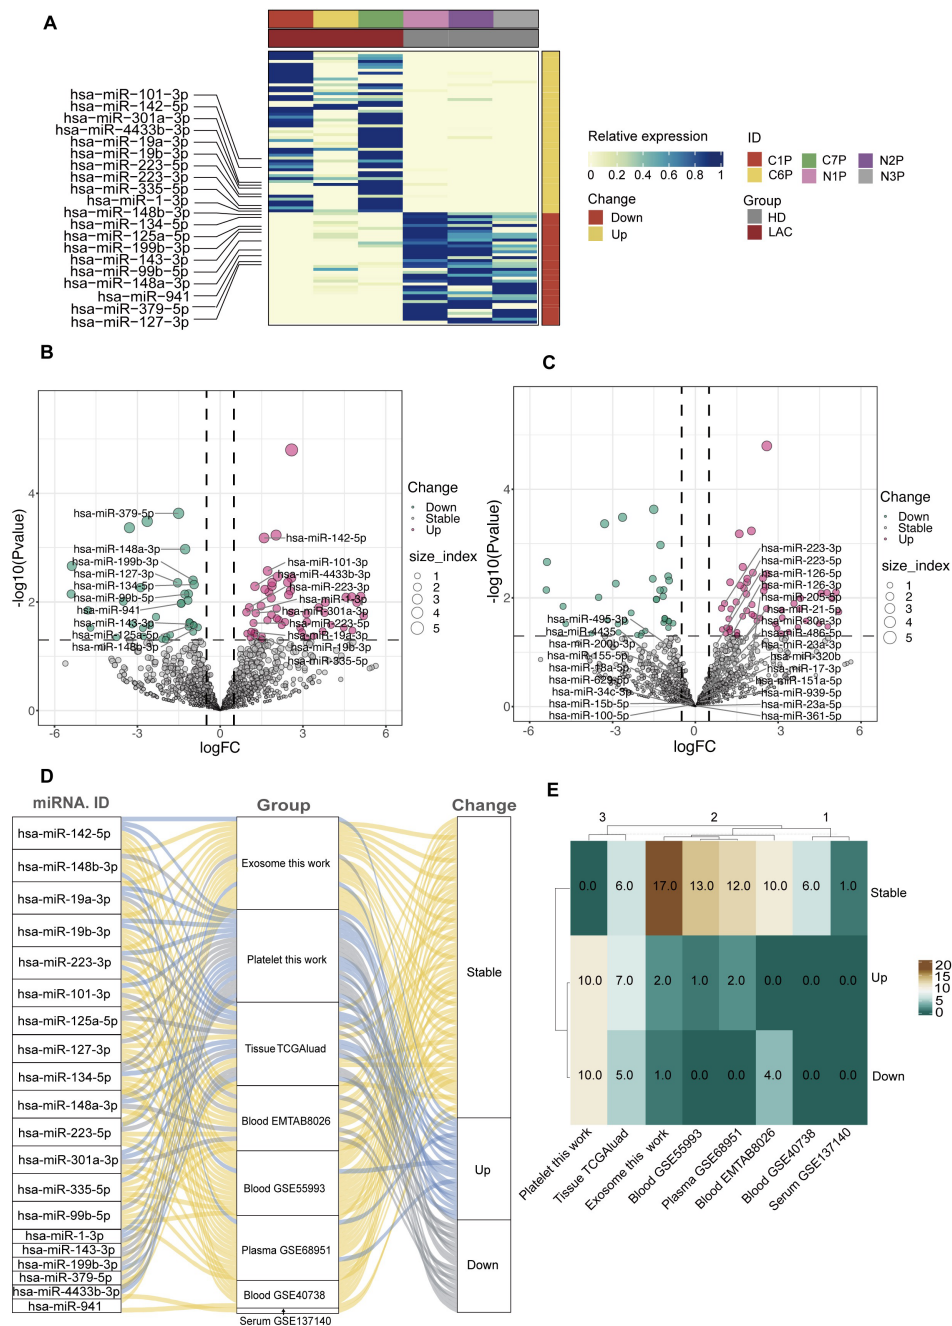 A
hsa-miR-101-3p
hsa-miR-142-5p
hsa-miR-301a-3p
hsa-miR-4433b-3p
hsa-miR-19a-3p
hsa-miR-19b-3p
hsa-miR-223-5p
hsa-miR-223-3p
hsa-miR-335-5p
hsa-miR-1-3p
hsa-miR-148b-3p
hsa-miR-134-5p
hsa-miR-125a-5p
hsa-miR-199b-3p
hsa-miR-143-3p
hsa-miR-99b-5p
hsa-miR-148a-3p
hsa-miR-941
hsa-miR-379-5p
hsa-miR-127-3p
Relative expression
0 0.2 0.4 0.6 0.8 1
Change
Down
Up
ID
C1P C7P N2P
C6P N1P N3P
Group
HD
LAC
B
-log10(Pvalue)
4
2
0
-6 -3 0 3 6
logFC
hsa-miR-379-5p
hsa-miR-148a-3p
hsa-miR-199b-3p
hsa-miR-127-3p
hsa-miR-134-5p
hsa-miR-99b-5p
hsa-miR-941
hsa-miR-143-3p
hsa-miR-125a-5p
hsa-miR-148b-3p
hsa-miR-142-5p
hsa-miR-101-3p
hsa-miR-4433b-3p
hsa-miR-223-3p
hsa-miR-1-3p
hsa-miR-301a-3p
hsa-miR-223-5p
hsa-miR-19a-3p
hsa-miR-19b-3p
hsa-miR-335-5p
Change
Down
Stable
Up
size_index
1
2
3
4
5
C
-log10(Pvalue)
4
2
0
-6 -3 0 3 6
logFC
hsa-miR-495-3p
hsa-miR-4435
hsa-miR-200b-3p
hsa-miR-155-5p
hsa-miR-18a-5p
hsa-miR-629-5p
hsa-miR-34c-3p
hsa-miR-15b-5p
hsa-miR-100-5p
hsa-miR-223-3p
hsa-miR-223-5p
hsa-miR-126-5p
hsa-miR-126-3p
hsa-miR-205-5p
hsa-miR-21-5p
hsa-miR-30a-3p
hsa-miR-486-5p
hsa-miR-23a-3p
hsa-miR-320b
hsa-miR-17-3p
hsa-miR-151a-5p
hsa-miR-939-5p
hsa-miR-23a-5p
hsa-miR-361-5p
Change
Down
Stable
Up
size_index
1
2
3
4
5
D
miRNA. ID
Group
Change
hsa-miR-142-5p
hsa-miR-148b-3p
hsa-miR-19a-3p
hsa-miR-19b-3p
hsa-miR-223-3p
hsa-miR-101-3p
hsa-miR-125a-5p
hsa-miR-127-3p
hsa-miR-134-5p
hsa-miR-148a-3p
hsa-miR-223-5p
hsa-miR-301a-3p
hsa-miR-335-5p
hsa-miR-99b-5p
hsa-miR-1-3p
hsa-miR-143-3p
hsa-miR-199b-3p
hsa-miR-379-5p
hsa-miR-4433b-3p
hsa-miR-941
Exosome this work
Platelet this work
Tissue TCGAluad
Blood EMTAB8026
Blood GSE55993
Plasma GSE68951
Blood GSE40738
Serum GSE137140
Stable
Up
Down
E
3 2 1
0.0 6.0 17.0 13.0 12.0 10.0 6.0 1.0 Stable
10.0 7.0 2.0 1.0 2.0 0.0 0.0 0.0 Up
10.0 5.0 1.0 0.0 0.0 4.0 0.0 0.0 Down
Platelet this work
Tissue TCGAluad
Exosome this work
Blood GSE55993
Plasma GSE68951
Blood EMTAB8026
Blood GSE40738
Serum GSE137140
20
15
10
5
0